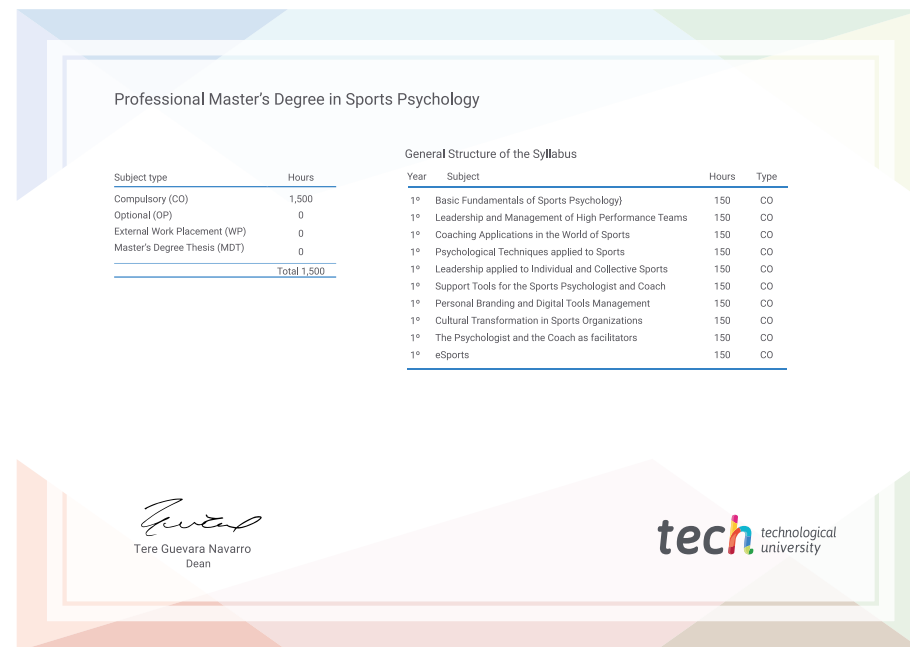 Professional Master's Degree in Sports Psychology
Subject type Hours
Compulsory (CO) 1,500
Optional (OP) 0
External Work Placement (WP) 0
Master's Degree Thesis (MDT) 0
Total 1,500
General Structure of the Syllabus
Year Subject Hours Type
1º Basic Fundamentals of Sports Psychology} 150 CO
1º Leadership and Management of High Performance Teams 150 CO
1º Coaching Applications in the World of Sports 150 CO
1º Psychological Techniques applied to Sports 150 CO
1º Leadership applied to Individual and Collective Sports 150 CO
1º Support Tools for the Sports Psychologist and Coach 150 CO
1º Personal Branding and Digital Tools Management 150 CO
1º Cultural Transformation in Sports Organizations 150 CO
1º The Psychologist and the Coach as facilitators 150 CO
1º eSports 150 CO
Tere Guevara Navarro
Dean
tech technological
university